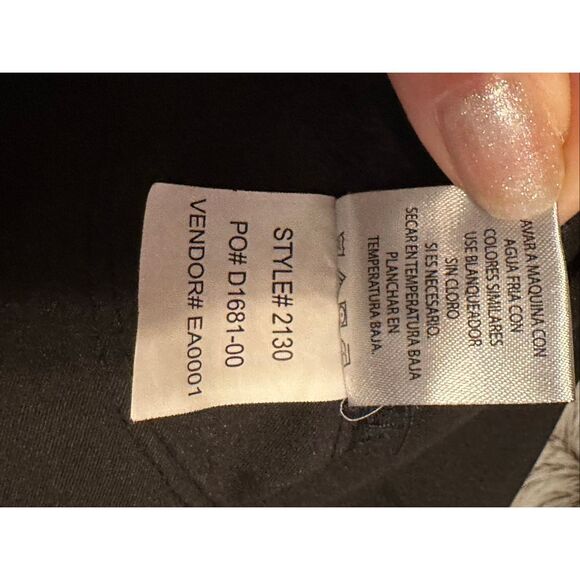 STYLE# 2130
PO# D1681-00
VENDOR# EA0001
AVAR A MAQUINA CON
AGUA FRIA CON
COLORES SIMILARES
USE BLANQUEADOR
SIN CLORO
SI ES NECESARIO.
SECAR EN TEMPERATURA BAJA
PLANCHAR EN
TEMPERATURA BAJA.